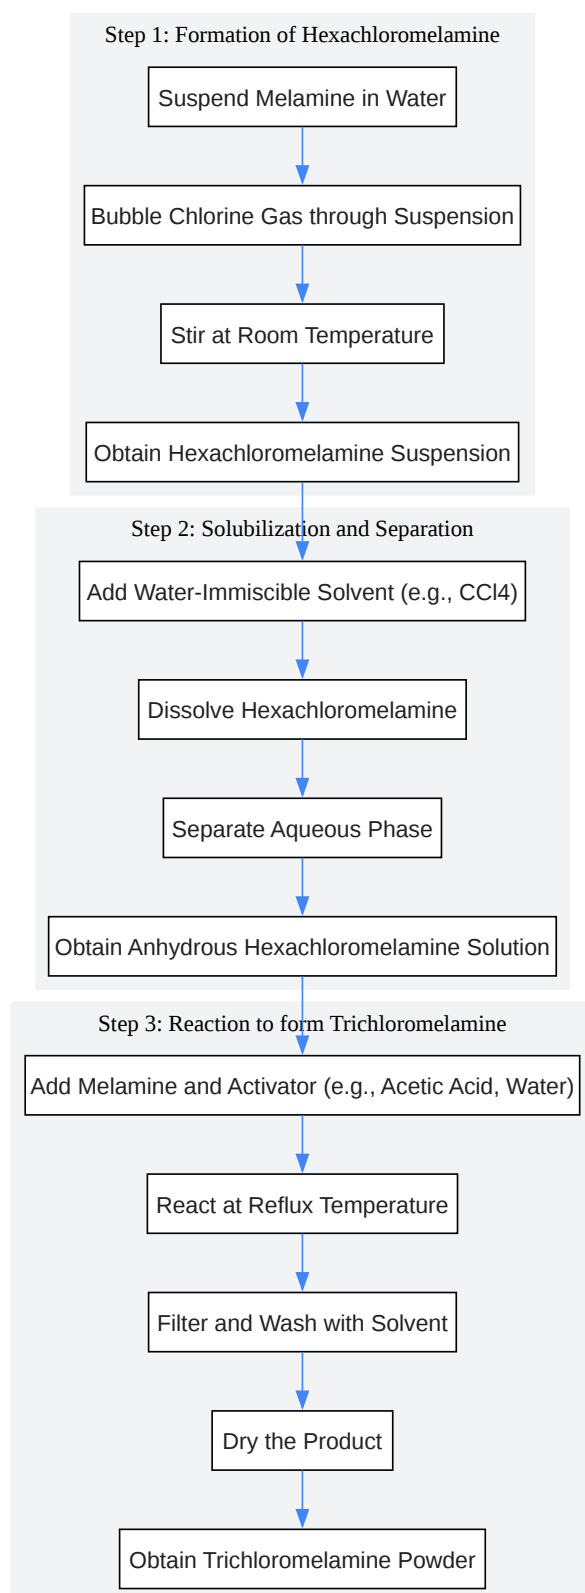 Step 1: Formation of Hexachloromelamine
Suspend Melamine in Water
Bubble Chlorine Gas through Suspension
Stir at Room Temperature
Obtain Hexachloromelamine Suspension
Step 2: Solubilization and Separation
Add Water-Immiscible Solvent (e.g., CCl4)
Dissolve Hexachloromelamine
Separate Aqueous Phase
Obtain Anhydrous Hexachloromelamine Solution
Step 3: Reaction to form Trichloromelamine
Add Melamine and Activator (e.g., Acetic Acid, Water)
React at Reflux Temperature
Filter and Wash with Solvent
Dry the Product
Obtain Trichloromelamine Powder